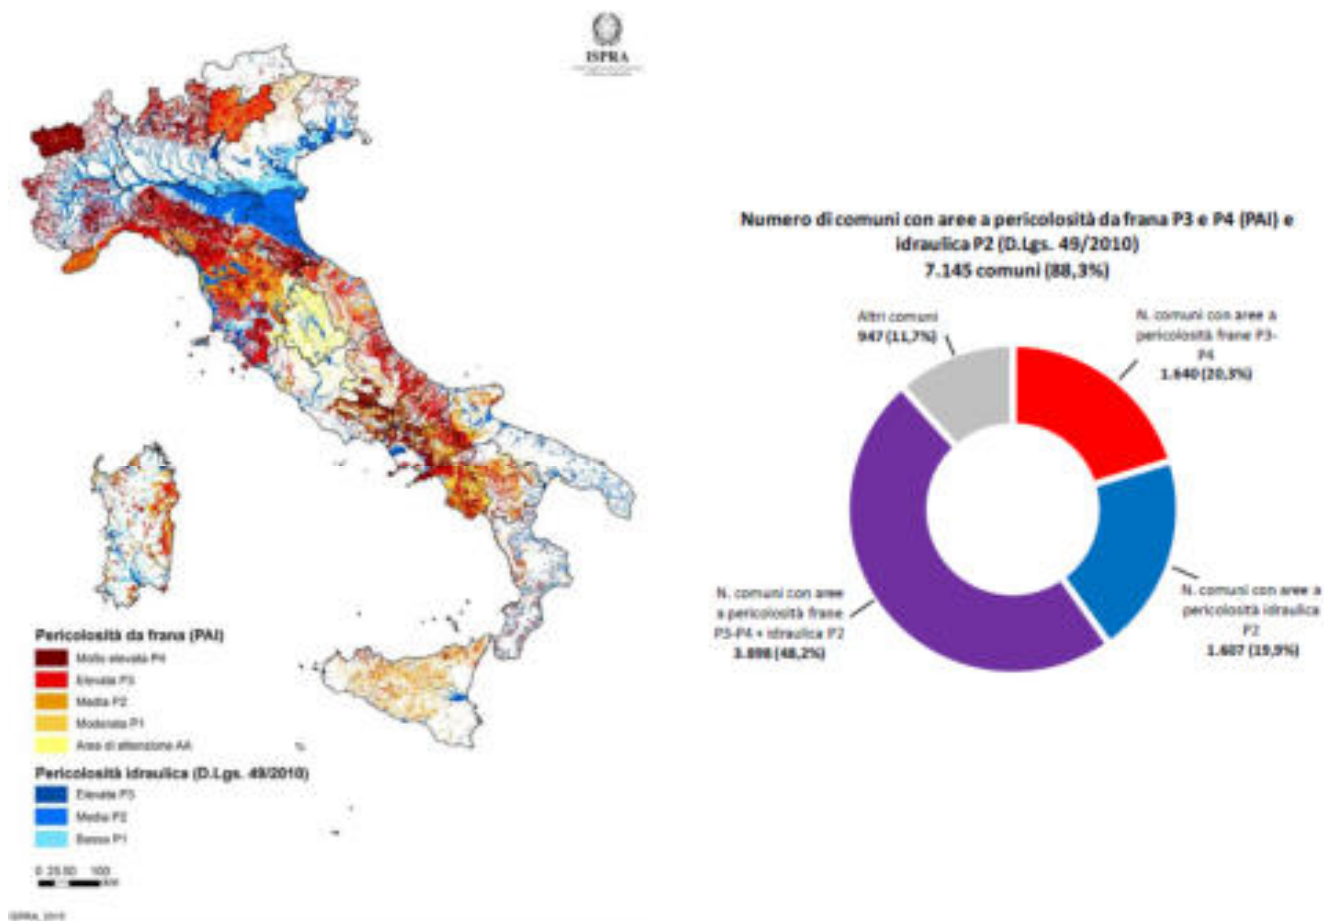 ISPRA
Numero di comuni con aree a pericolosità da frana P3 e P4 (PAI) e
idraulica P2 (D.Lgs. 49/2010)
7.145 comuni (88,3%)
Altri comuni
947 (11,7%)
N. comuni con aree a
pericolosità frane P3-
P4
1.640 (20,3%)
N. comuni con aree
a pericolosità frane
P3-P4 + idraulica P2
3.898 (48,2%)
N. comuni con aree a
pericolosità idraulica
P2
1.607 (19,9%)
Pericolosità da frana (PAI)
Molto elevata P4
Elevata P3
Media P2
Moderata P1
Aree di attenzione AA
Pericolosità idraulica (D.Lgs. 49/2010)
Elevata P3
Media P2
Bassa P1
0 25 50 100